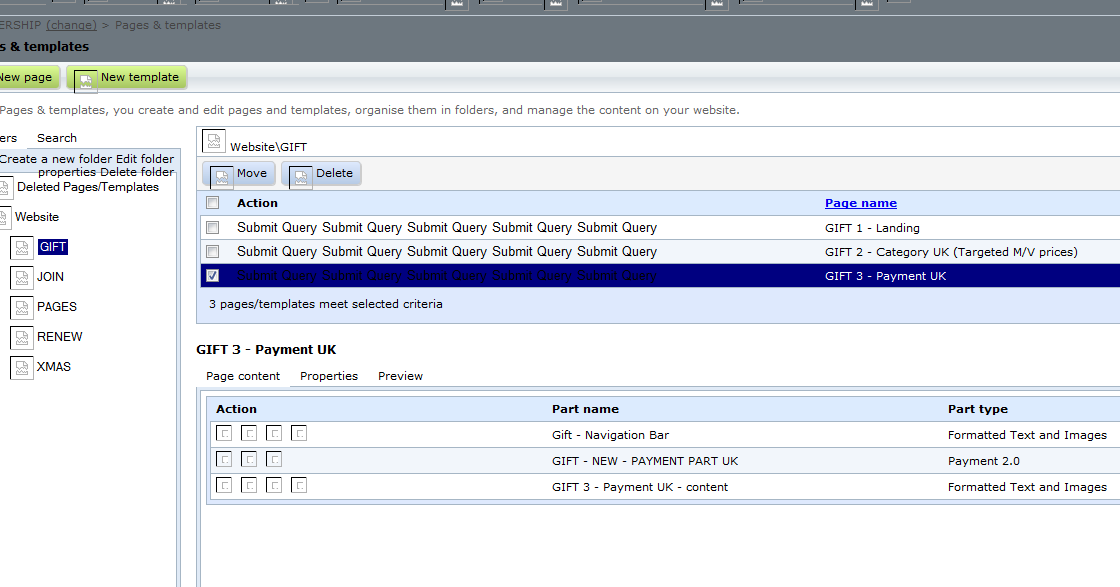 ERSHIP (change) > Pages & templates
s & templates
New page New template
Pages & templates, you create and edit pages and templates, organise them in folders, and manage the content on your website.
ers Search
Create a new folder Edit folder
properties Delete folder
Deleted Pages/Templates
Website
GIFT
JOIN
PAGES
RENEW
XMAS
Website\GIFT
Move Delete
Action Page name
Submit Query Submit Query Submit Query Submit Query Submit Query GIFT 1 - Landing
Submit Query Submit Query Submit Query Submit Query Submit Query GIFT 2 - Category UK (Targeted M/V prices)
Submit Query Submit Query Submit Query Submit Query Submit Query GIFT 3 - Payment UK
3 pages/templates meet selected criteria
GIFT 3 - Payment UK
Page content Properties Preview
Action Part name Part type
Gift - Navigation Bar Formatted Text and Images
GIFT - NEW - PAYMENT PART UK Payment 2.0
GIFT 3 - Payment UK - content Formatted Text and Images